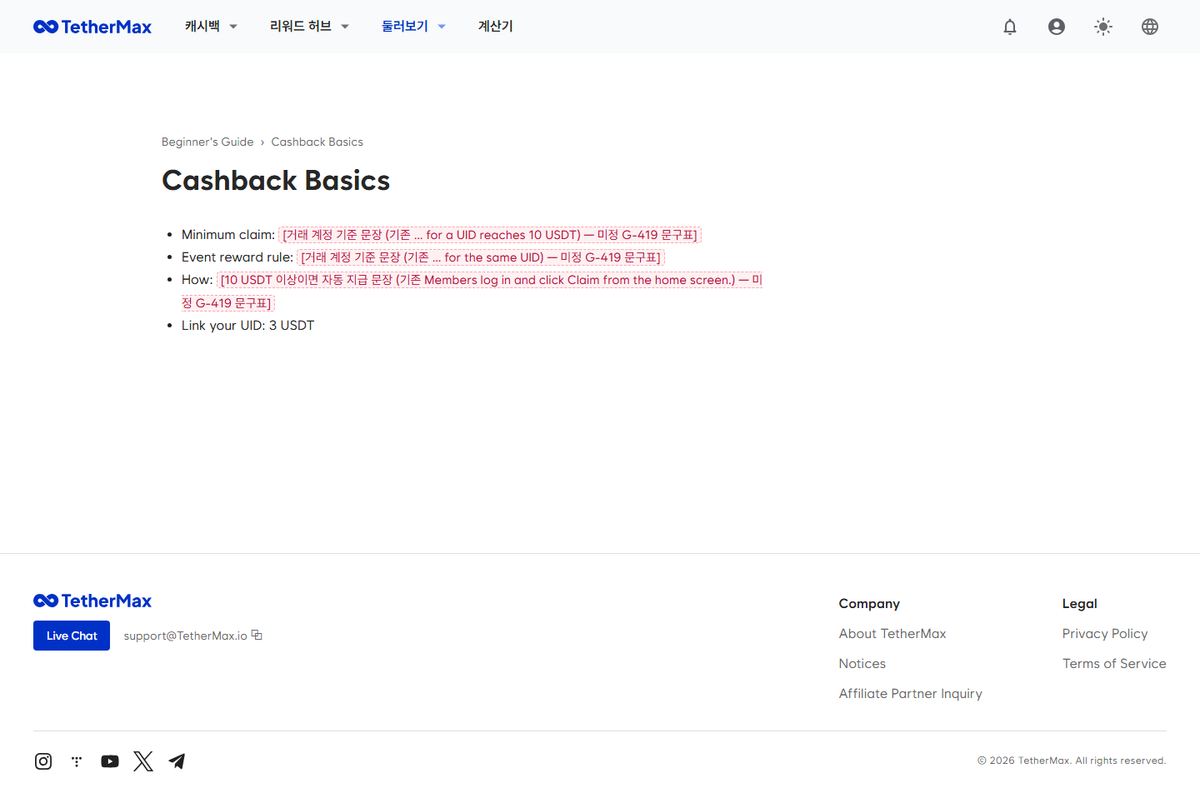 TetherMax
캐시백
리워드 허브
둘러보기
계산기
Beginner's Guide › Cashback Basics
Cashback Basics
• Minimum claim: [거래 계정 기준 문장 (기존 ... for a UID reaches 10 USDT) — 미정 G-419 문구표]
• Event reward rule: [거래 계정 기준 문장 (기존 ... for the same UID) — 미정 G-419 문구표]
• How: [10 USDT 이상이면 자동 지급 문장 (기존 Members log in and click Claim from the home screen.) — 미
정 G-419 문구표]
• Link your UID: 3 USDT
TetherMax
Live Chat
support@TetherMax.io
Company
About TetherMax
Notices
Affiliate Partner Inquiry
Legal
Privacy Policy
Terms of Service
© 2026 TetherMax. All rights reserved.